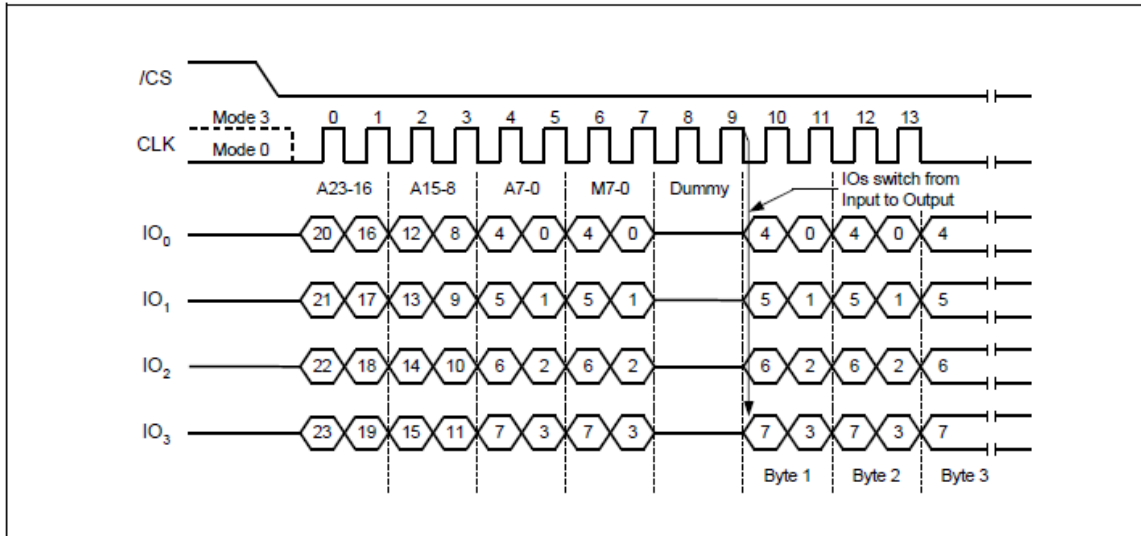 /CS
Mode 3 0 1 2 3 4 5 6 7 8 9 10 11 12 13
CLK
Mode 0
IOs switch from
A23-16 A15-8 A7-0 M7-0 Dummy
Input to Output
IO0 20 16 12 8 4 0 4 0 4 0 4 0 4
IO1 21 17 13 9 5 1 5 1 5 1 5 1 5
IO2 22 18 14 10 6 2 6 2 6 2 6 2 6
IO3 23 19 15 11 7 3 7 3 7 3 7 3 7
Byte 1 Byte 2 Byte 3